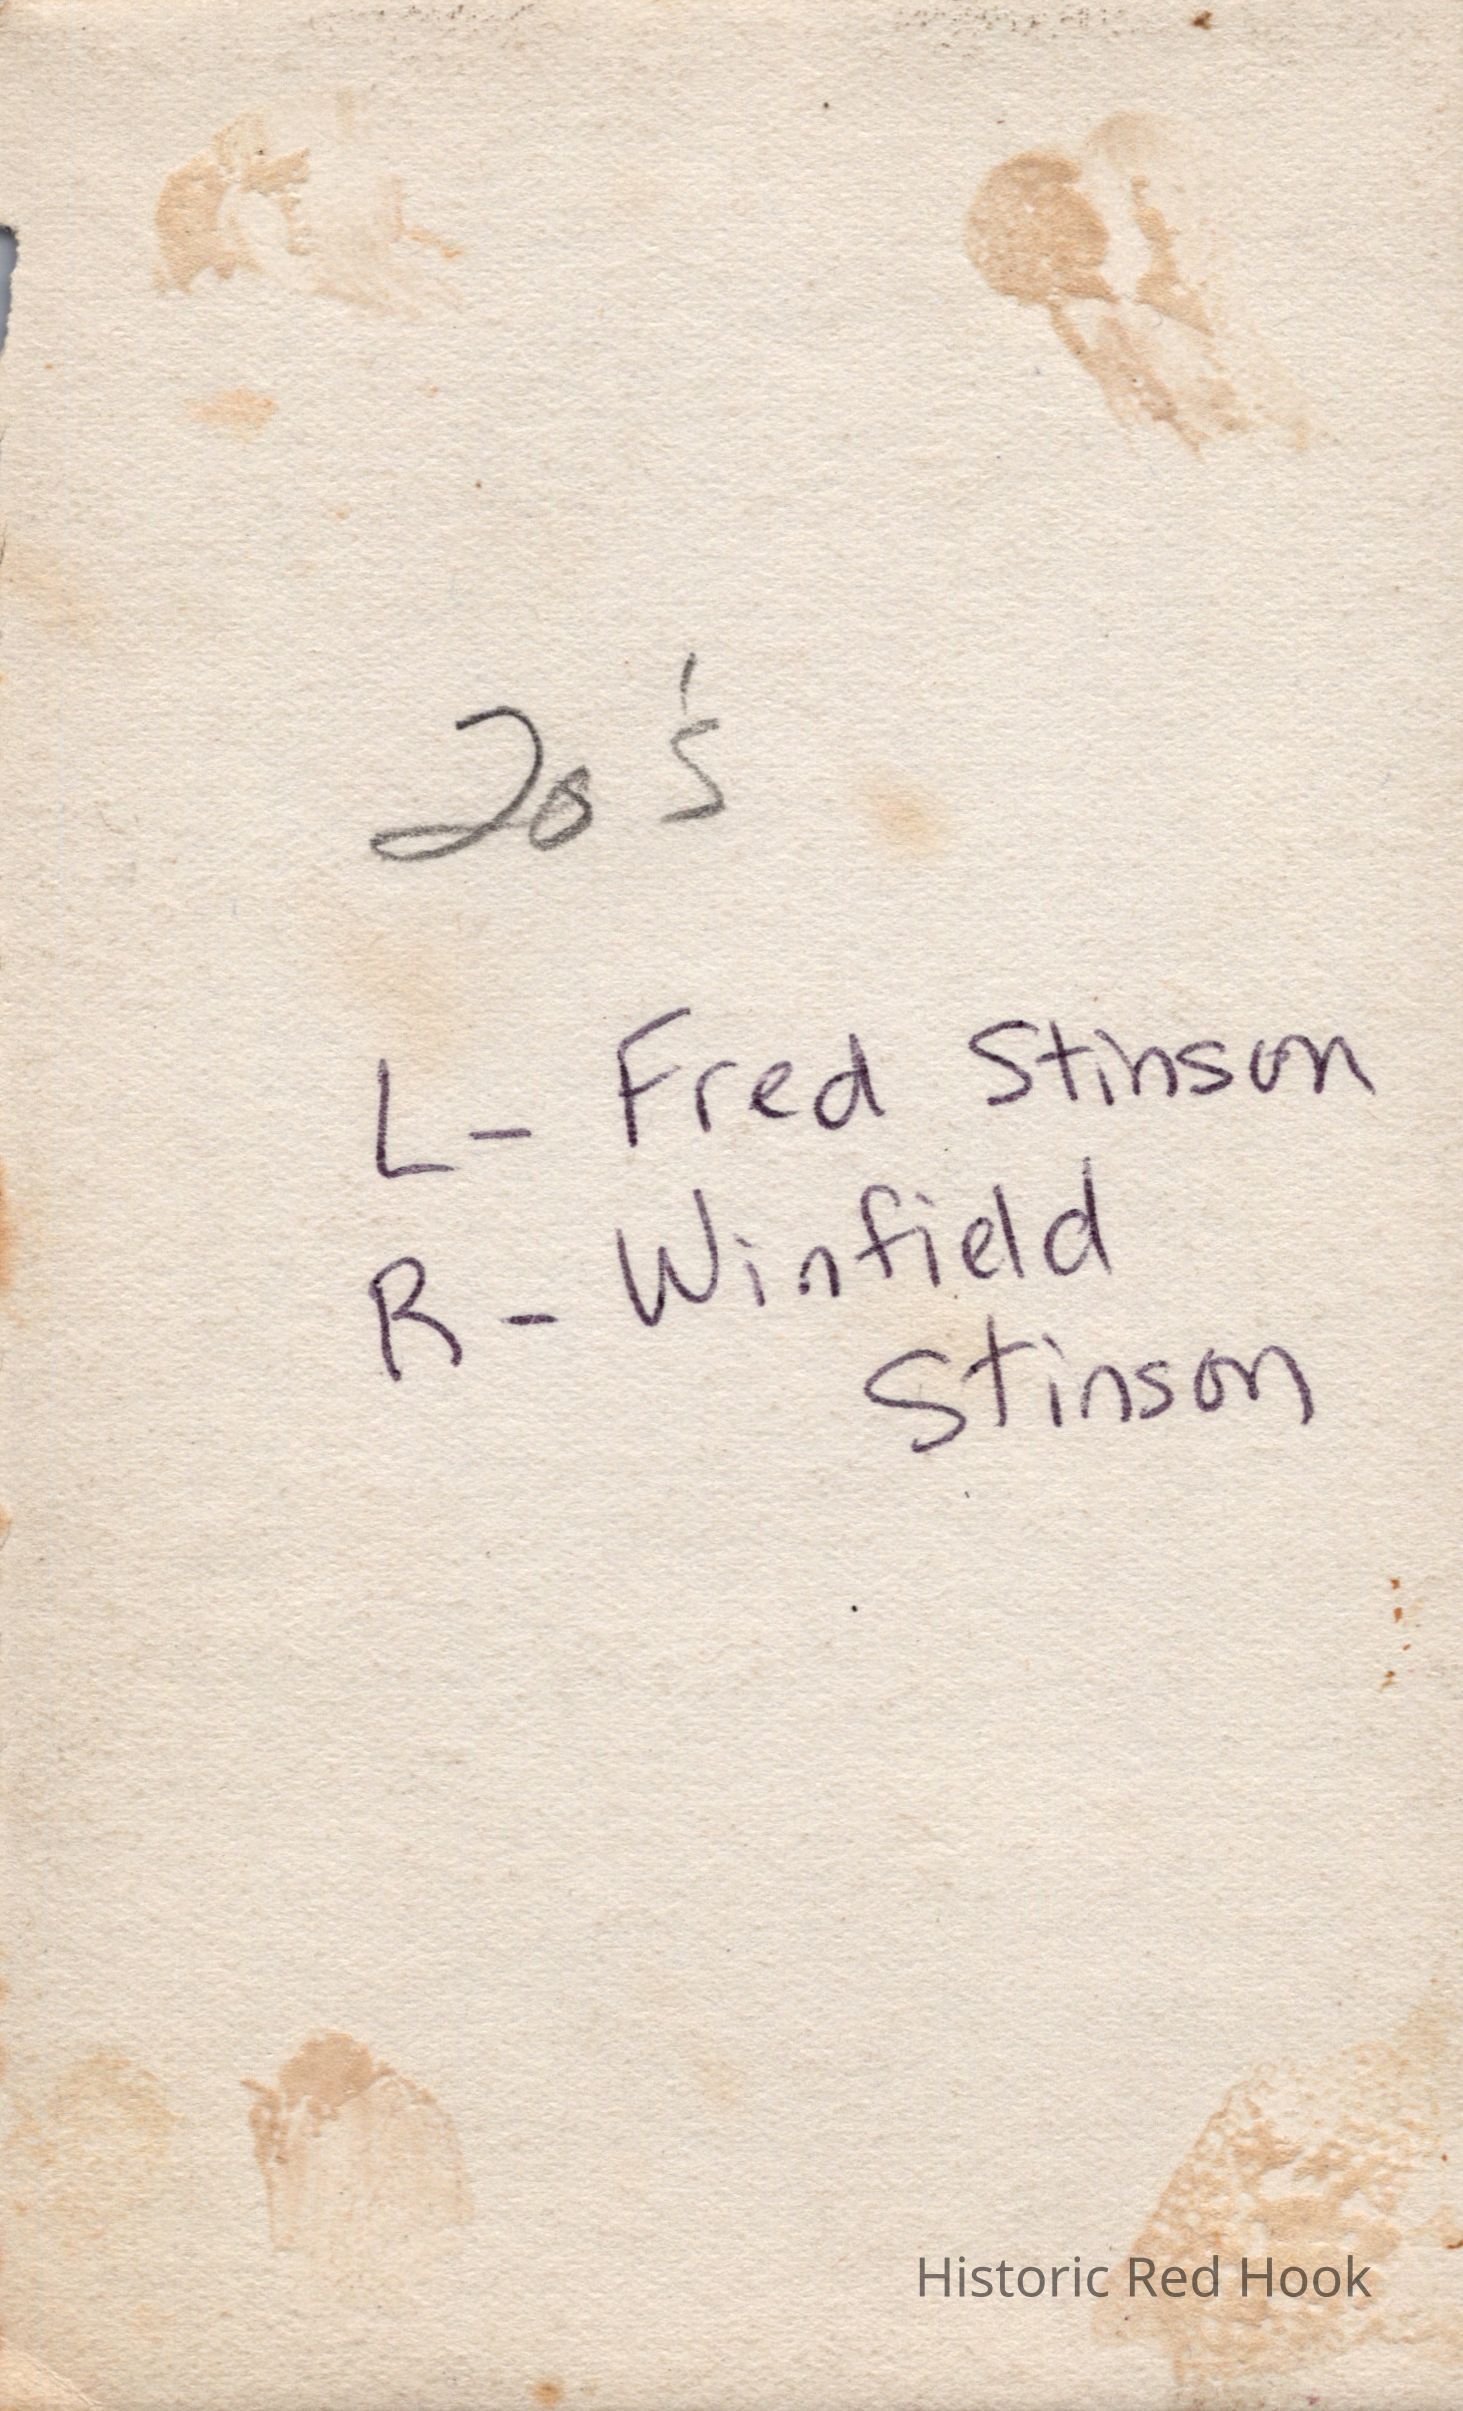 20's
L- Fred Stinson
R- Winfield
Stinson
Historic Red Hook